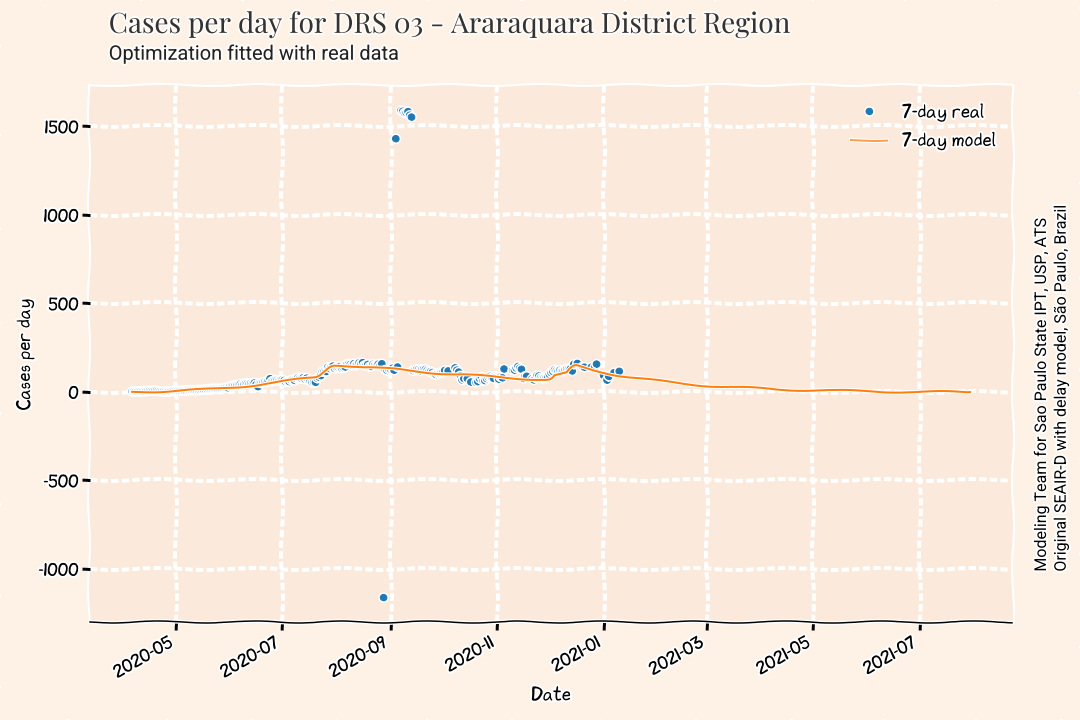 Cases per day for DRS 03 - Araraquara District Region
Optimization fitted with real data
7-day real
7-day model
1500
1000
500
0
-500
-1000
Cases per day
2020-05
2020-07
2020-09
2020-11
2021-01
2021-03
2021-05
2021-07
Date
Modeling Team for Sao Paulo State IPT, USP, ATS
Original SEAIR-D with delay model, São Paulo, Brazil